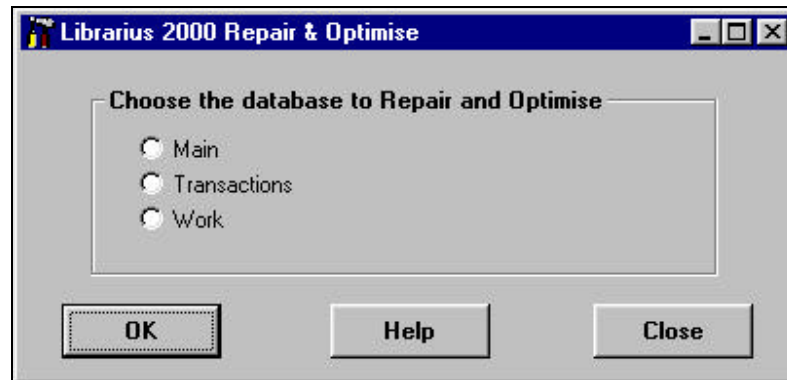 Librarius 2000 Repair & Optimise
Choose the database to Repair and Optimise
Main
Transactions
Work
OK Help Close